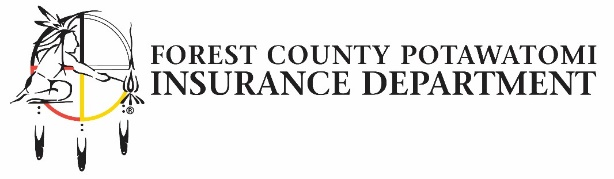 FOREST COUNTY POTAWATOMI
INSURANCE DEPARTMENT
®